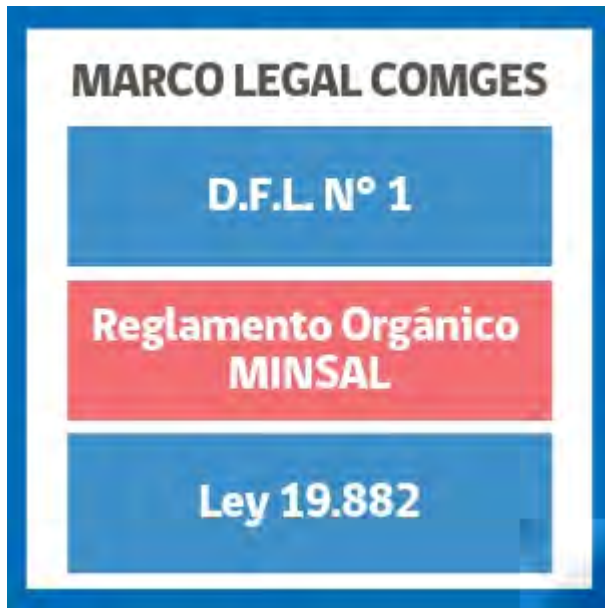 MARCO LEGAL COMGES
D.F.L. N° 1
Reglamento Orgánico
MINSAL
Ley 19.882